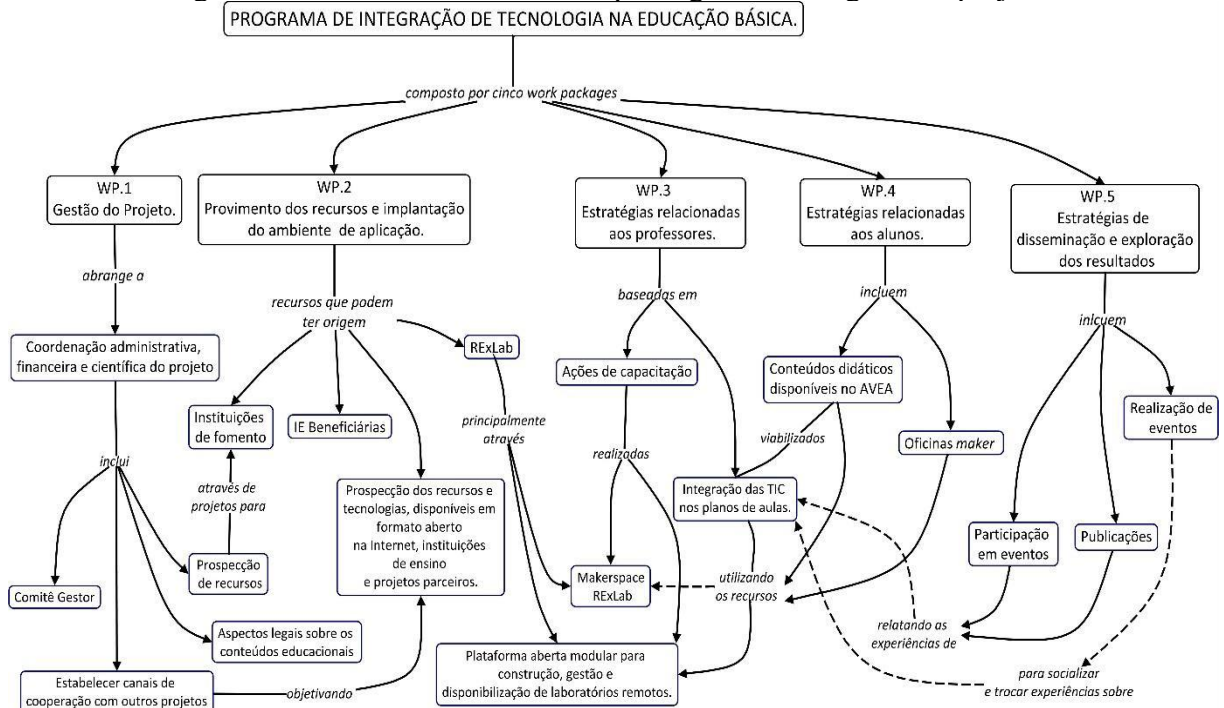 PROGRAMA DE INTEGRAÇÃO DE TECNOLOGIA NA EDUCAÇÃO BÁSICA.
composto por cinco work packages
WP.1
Gestão do Projeto.
WP.2
Provimento dos recursos e implantação
do ambiente de aplicação.
WP.3
Estratégias relacionadas
aos professores.
WP.4
Estratégias relacionadas
aos alunos.
WP.5
Estratégias de
disseminação e exploração
dos resultados
abrange a
recursos que podem
ter origem
baseadas em
incluem
inlcuem
Coordenação administrativa,
financeira e científica do projeto
RExLab
Ações de capacitação
Conteúdos didáticos
disponíveis no AVEA
Realização de
eventos
Instituições
de fomento
IE Beneficiárias
principalmente
através
viabilizados
Oficinas maker
inclui
realizadas
através de
projetos para
Prospecção dos recursos e
tecnologias, disponíveis em
formato aberto
na Internet, instituições
de ensino
e projetos parceiros.
Integração das TIC
nos planos de aulas.
Participação
em eventos
Publicações
Prospecção
de recursos
Comitê Gestor
Makerspace
RExLab
utilizando
os recursos
relatando as
experiências de
Aspectos legais sobre os
conteúdos educacionais
Plataforma aberta modular para
construção, gestão e
disponibilização de laboratórios remotos.
para socializar
e trocar experiências sobre
Estabelecer canais de
cooperação com outros projetos
objetivando